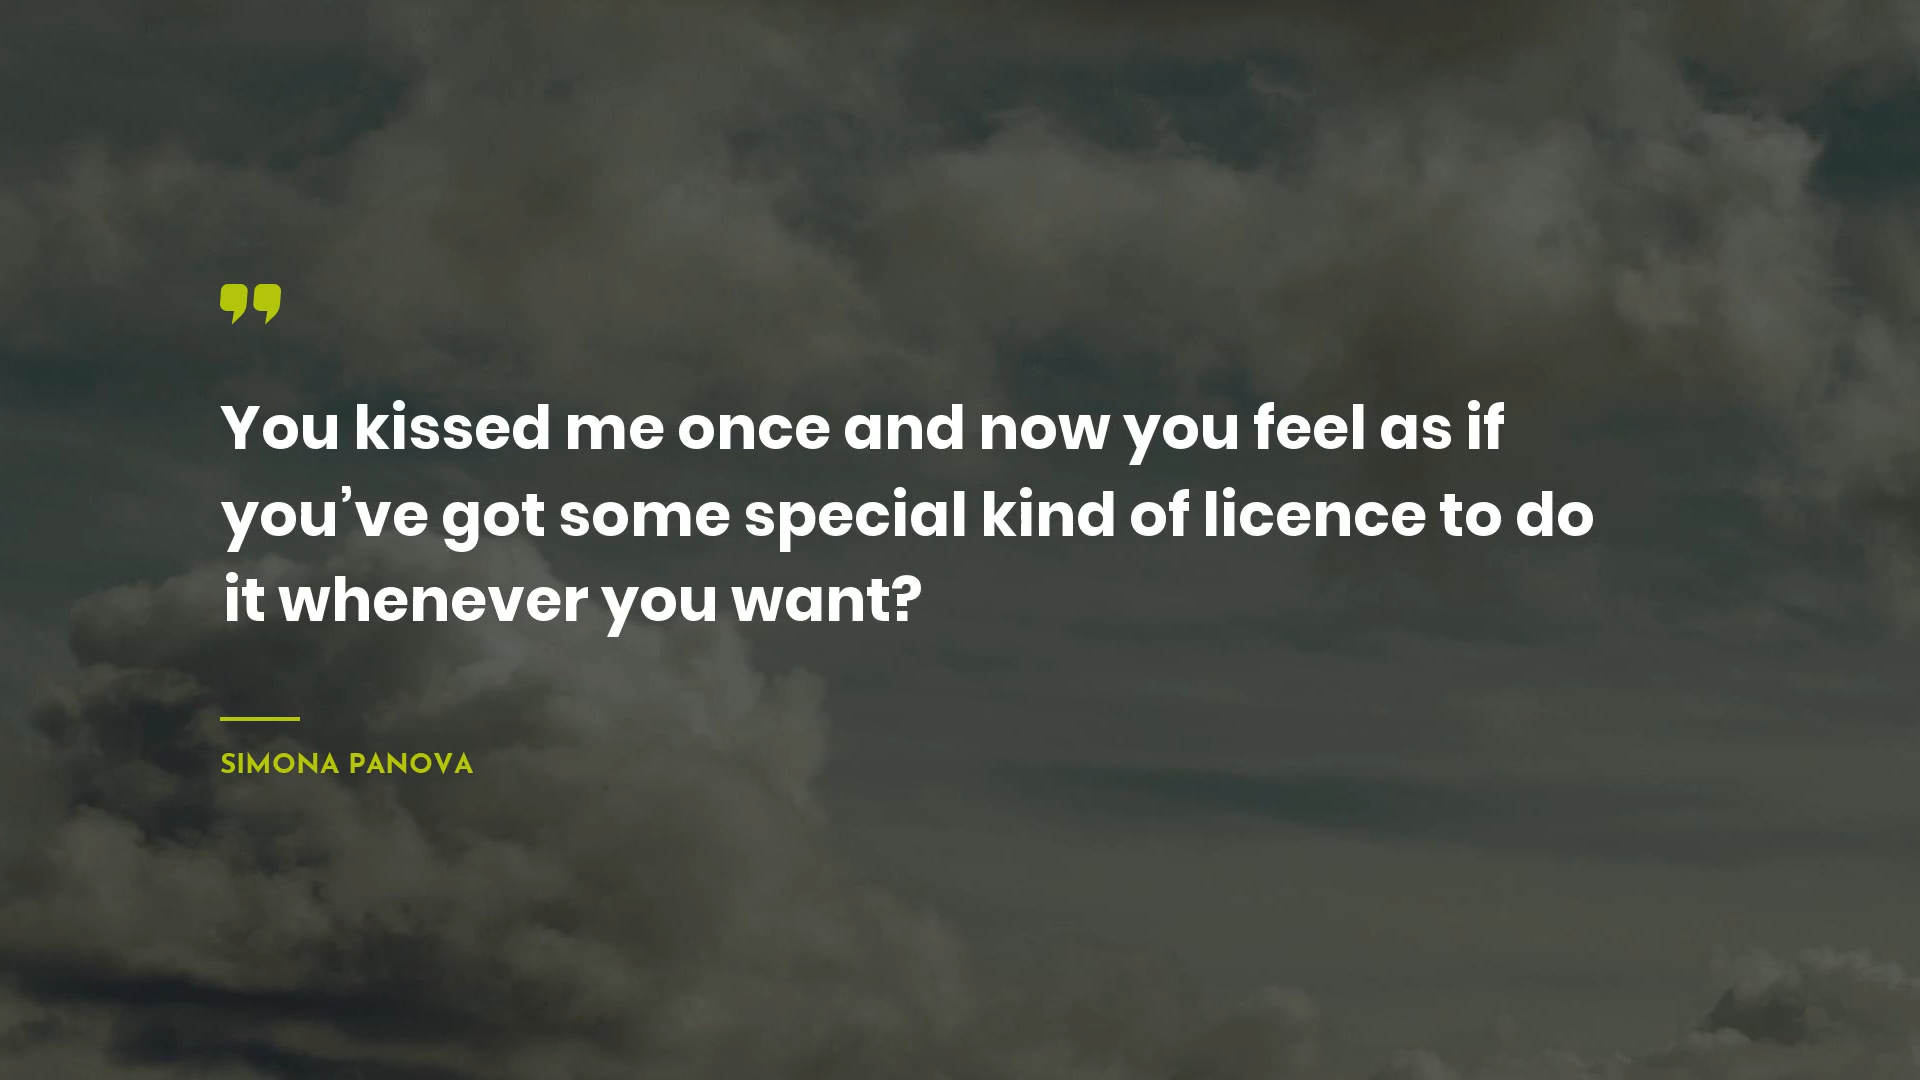 ”
You kissed me once and now you feel as if
you’ve got some special kind of licence to do
it whenever you want?
SIMONA PANOVA